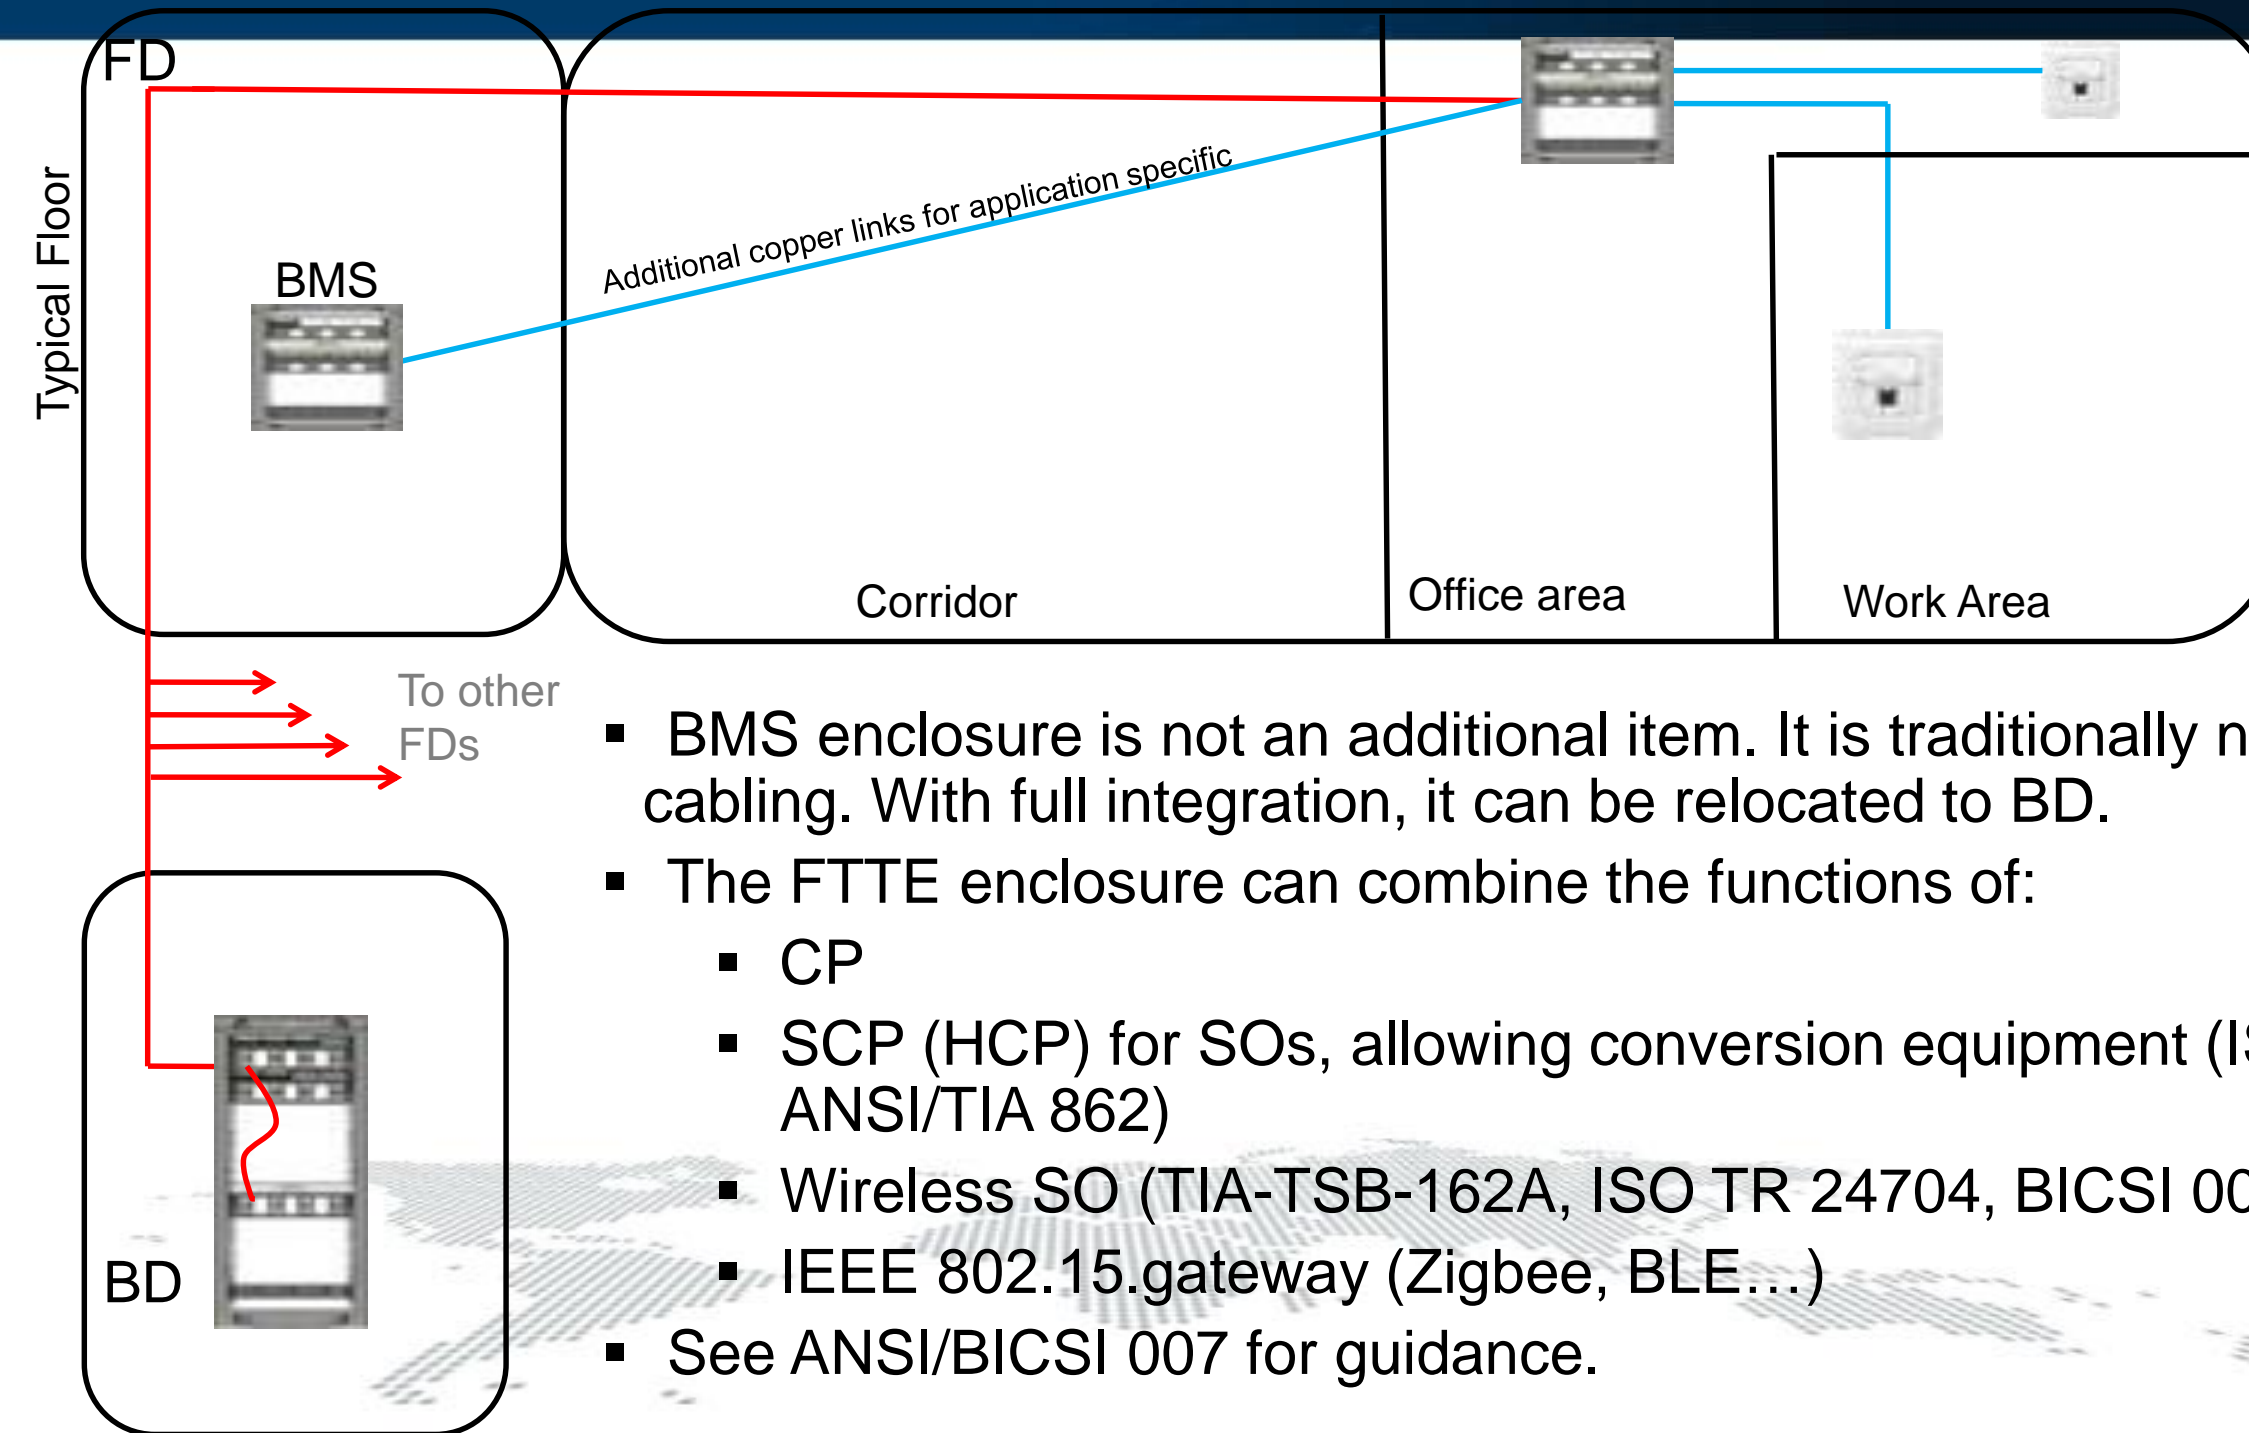 FD
Typical Floor
BMS
Additional copper links for application specific
Corridor
Office area
Work Area
To other
FDs
▪ BMS enclosure is not an additional item. It is traditionally
cabling. With full integration, it can be relocated to BD.
▪ The FTTE enclosure can combine the functions of:
▪ CP
▪ SCP (HCP) for SOs, allowing conversion equipment
ANSI/TIA 862)
▪ Wireless SO (TIA-TSB-162A, ISO TR 24704, BICSI
▪ IEEE 802.15.gateway (Zigbee, BLE…)
▪ See ANSI/BICSI 007 for guidance.
BD